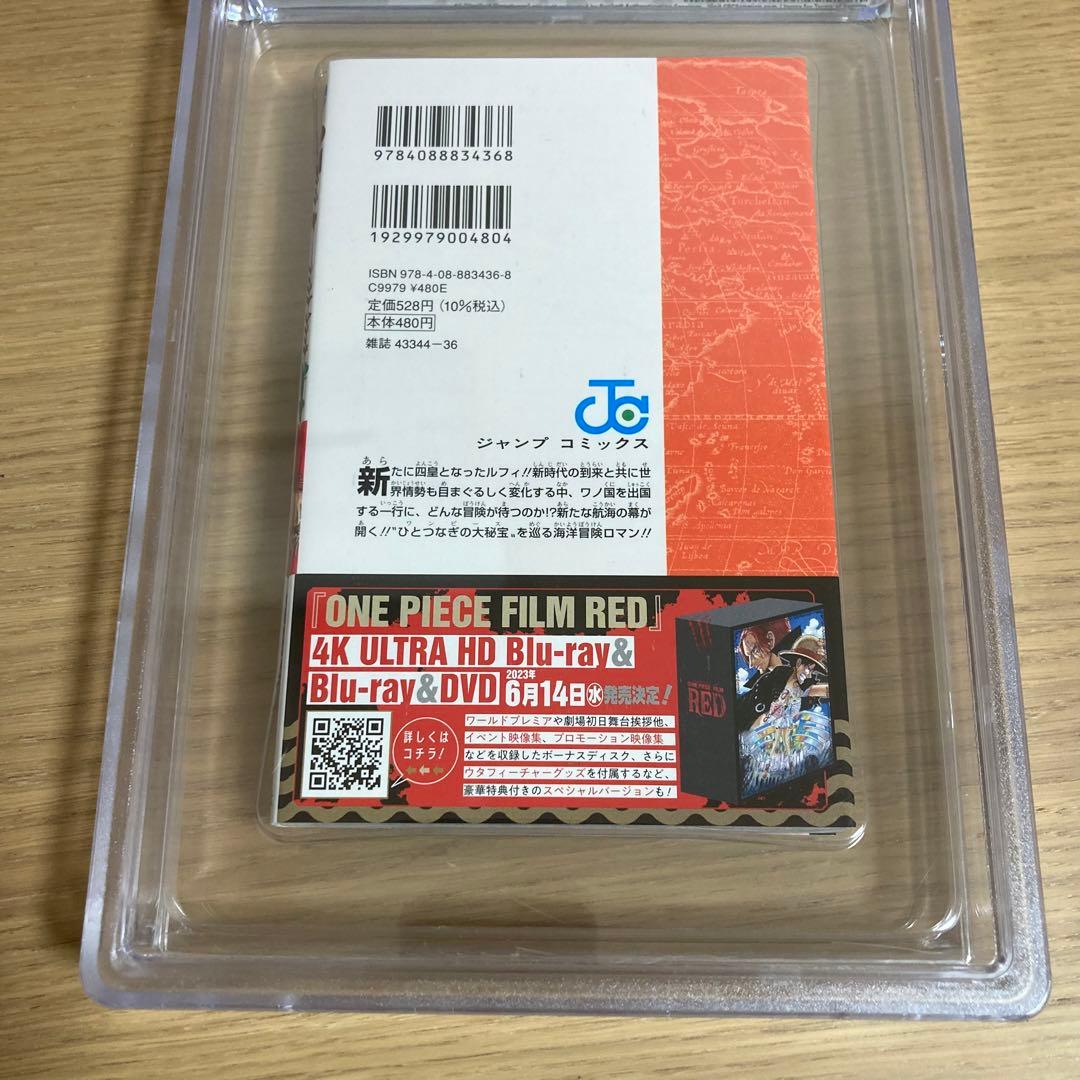 9784088834368
1929979004804
ISBN 978-4-08-883436-8
C9979 ¥480E
定価528円(10%税込)
本体480円
雑誌 43344-36
ジャンプ コミックス
新たに四皇となったルフィ!!新時代の到来と共に世
界情勢も目まぐるしく変化する中、ワノ国を出国
する一行に、どんな冒険が待つのか!?新たな航海の幕が
開く!!"ひとつなぎの大秘宝"を巡る海洋冒険ロマン!!
『ONE PIECE FILM RED』
4K ULTRA HD Blu-ray&
Blu-ray&DVD 2023年6月14日㊌発売決定!
詳しくは
コチラ!
ワールドプレミアや劇場初日舞台挨拶他、
イベント映像集、プロモーション映像集
などを収録したボーナスディスク、さらに
ウタフィーチャーグッズを付属するなど、
豪華特典付きのスペシャルバージョンも!
ONE PIECE FILM
RED
Persia
Arabia